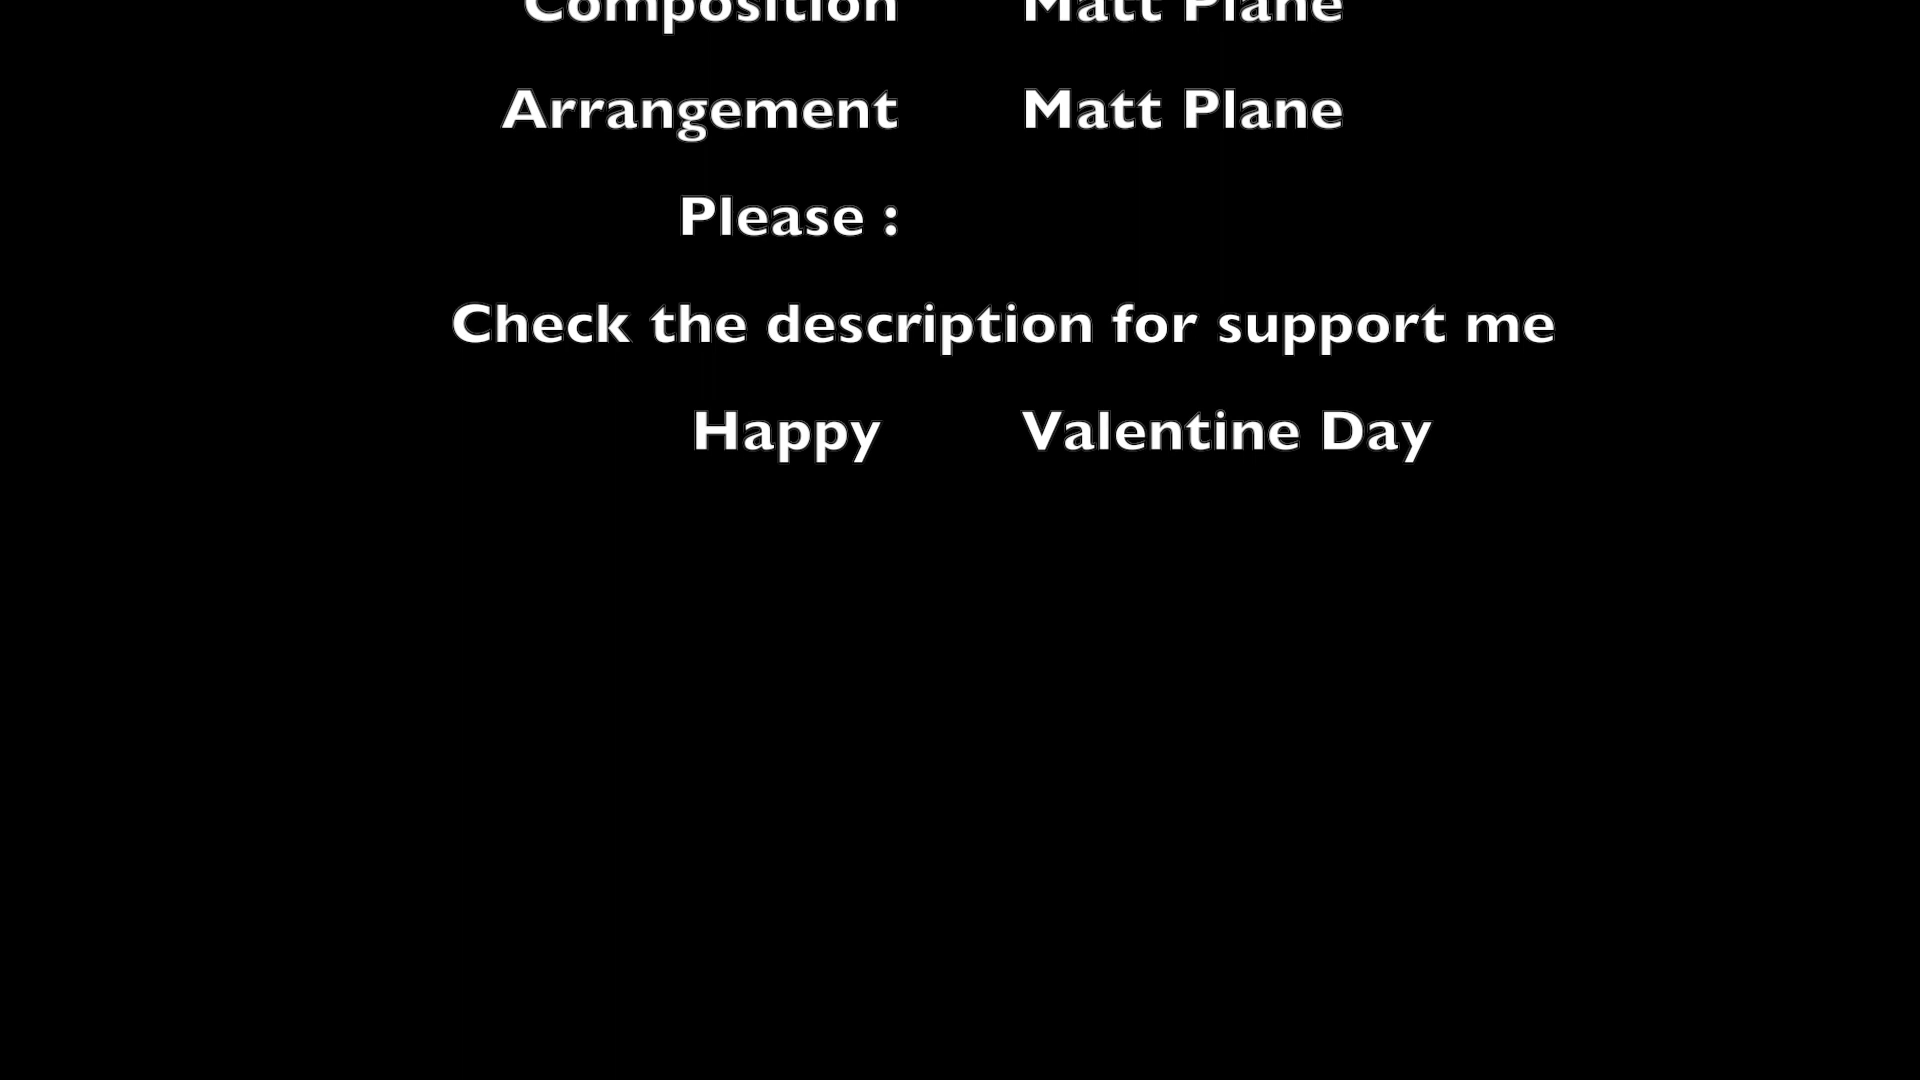 Composition Matt Plane
Arrangement Matt Plane
Please :
Check the description for support me
Happy Valentine Day